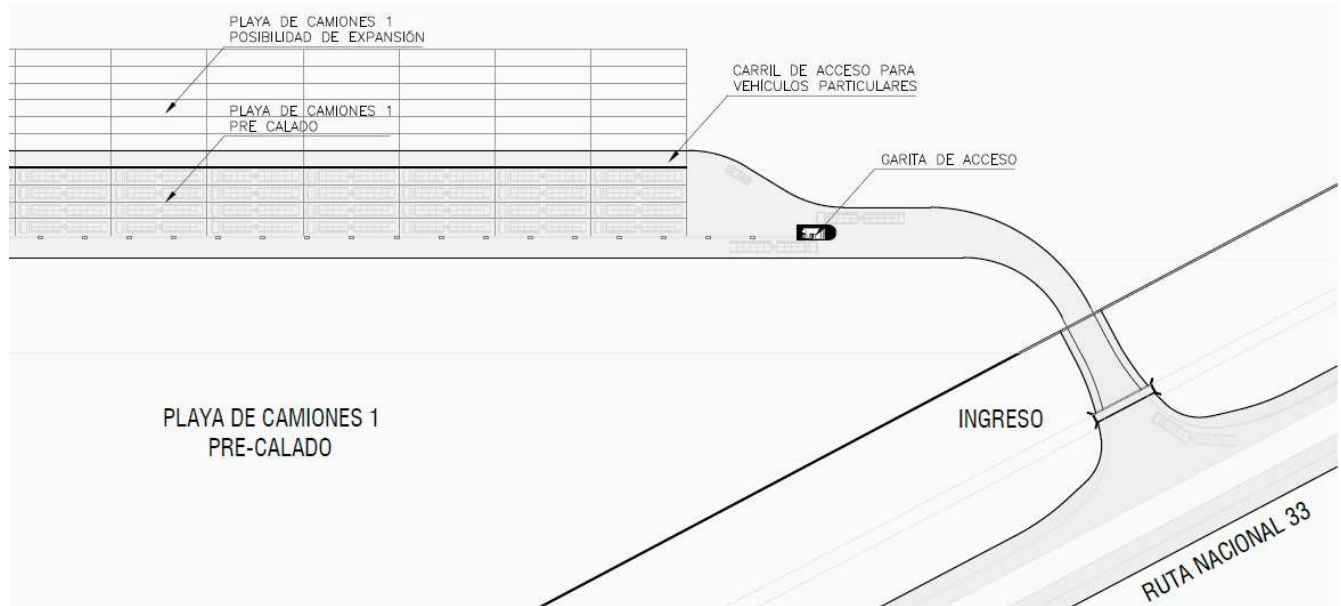 PLAYA DE CAMIONES 1
POSIBILIDAD DE EXPANSIÓN
CARRIL DE ACCESO PARA
VEHÍCULOS PARTICULARES
PLAYA DE CAMIONES 1
PRE CALADO
GARITA DE ACCESO
PLAYA DE CAMIONES 1
PRE-CALADO
INGRESO
RUTA NACIONAL 33